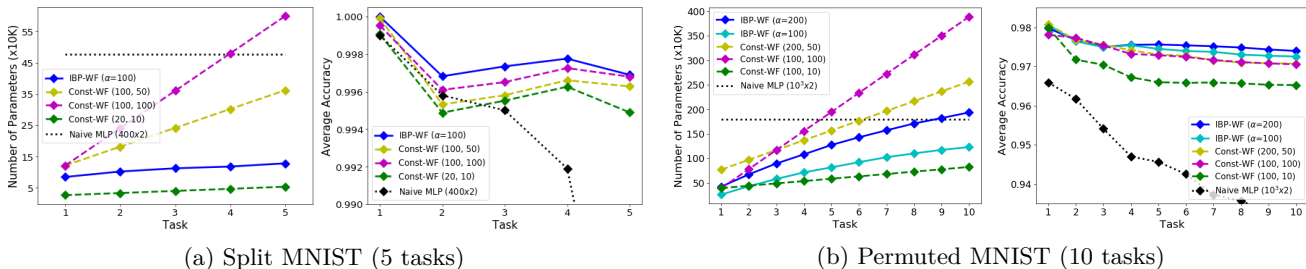 Number of Parameters (x10K)
55
45
35
25
15
5
IBP-WF (α=100)
Const-WF (100, 50)
Const-WF (100, 100)
Const-WF (20, 10)
Naive MLP (400x2)
1 2 3 4 5
Task
Average Accuracy
1.000
0.998
0.996
0.994
0.992
0.990
IBP-WF (α=100)
Const-WF (100, 50)
Const-WF (100, 100)
Const-WF (20, 10)
Naive MLP (400x2)
1 2 3 4 5
Task
(a) Split MNIST (5 tasks)
Number of Parameters (x10K)
400
350
300
250
200
150
100
50
IBP-WF (α=200)
IBP-WF (α=100)
Const-WF (200, 50)
Const-WF (100, 100)
Const-WF (100, 10)
Naive MLP (10³x2)
1 2 3 4 5 6 7 8 9 10
Task
Average Accuracy
0.98
0.97
0.96
0.95
0.94
IBP-WF (α=200)
IBP-WF (α=100)
Const-WF (200, 50)
Const-WF (100, 100)
Const-WF (100, 10)
Naive MLP (10³x2)
1 2 3 4 5 6 7 8 9 10
Task
(b) Permuted MNIST (10 tasks)